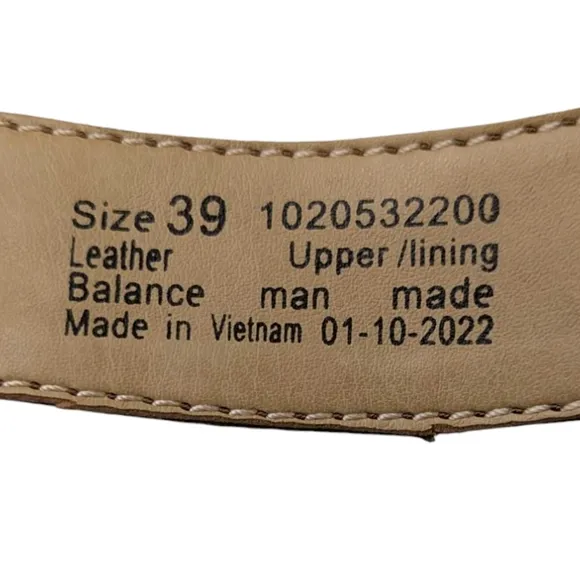 Size 39 1020532200
Leather Upper /lining
Balance man made
Made in Vietnam 01-10-2022